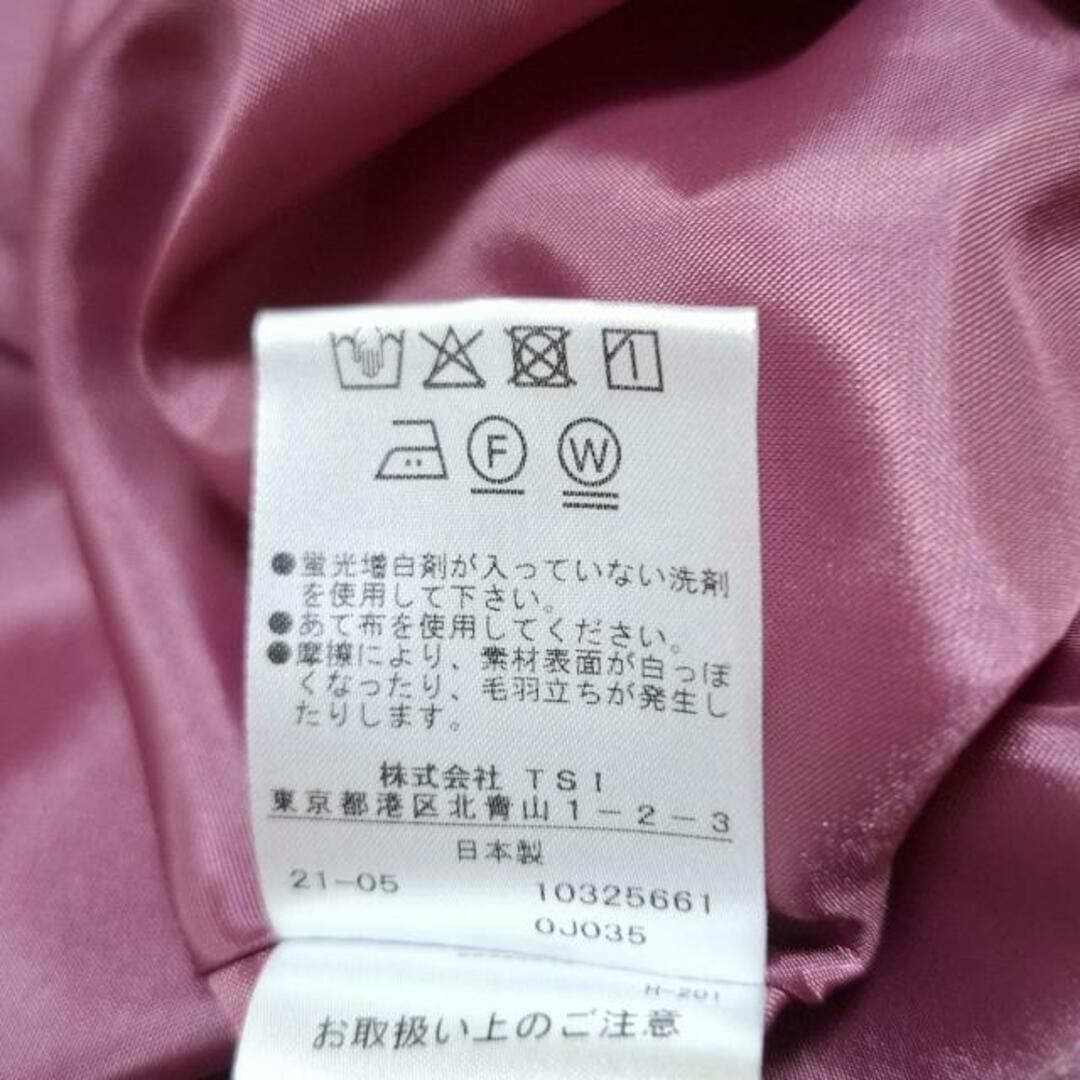 F W
●蛍光増白剤が入っていない洗剤
を使用して下さい。
●あて布を使用してください。
●摩擦により、素材表面が白っぽ
くなったり、毛羽立ちが発生し
たりします。
株式会社 TSI
東京都港区北青山1-2-3
日本製
21-05 10325661
0J035
H-201
お取扱い上のご注意